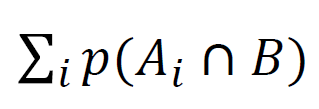 ∑ᵢ p(Aᵢ ∩ B)